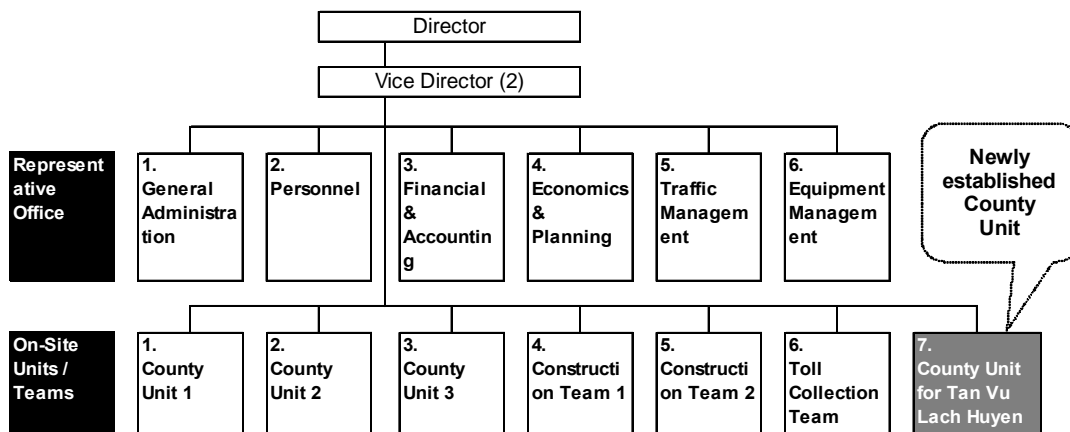 Director
Vice Director (2)
Represent
ative
Office
1.
General
Administra
tion
2.
Personnel
3.
Financial
&
Accountin
g
4.
Economics
&
Planning
5.
Traffic
Managem
ent
6.
Equipment
Managem
ent
Newly
established
County
Unit
On-Site
Units /
Teams
1.
County
Unit 1
2.
County
Unit 2
3.
County
Unit 3
4.
Constructi
on Team 1
5.
Constructi
on Team 2
6.
Toll
Collection
Team
7.
County Unit
for Tan Vu
Lach Huyen